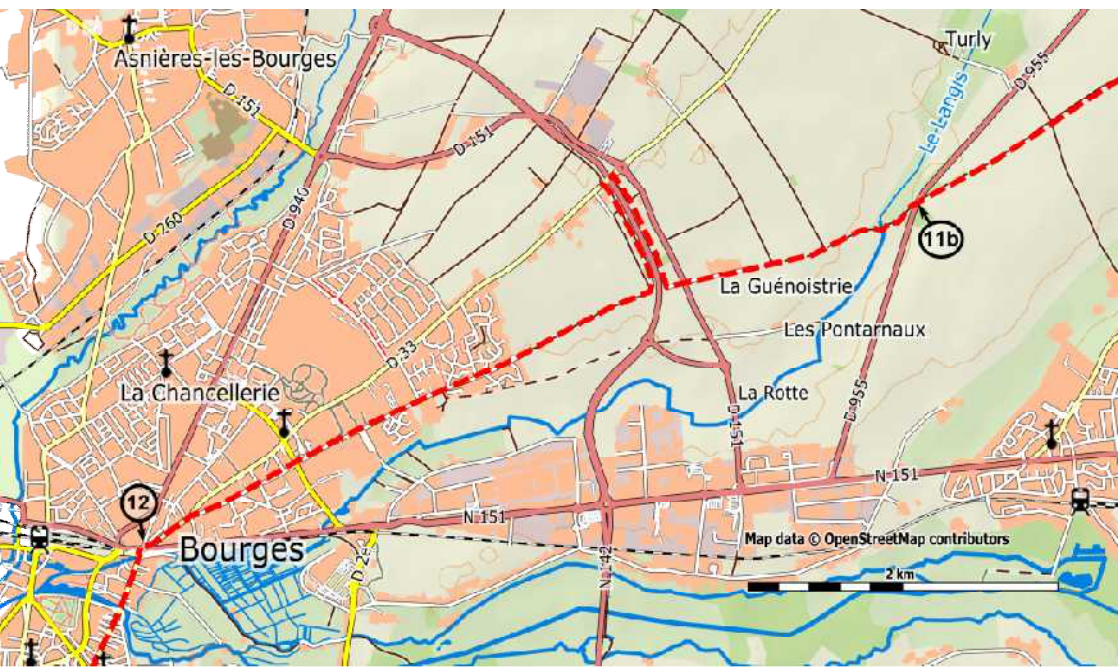 Turly
Asnières-les-Bourges
D 955
D 151
Le Langis
D 151
D 940
D 260
11b
La Guénoistrie
Les Pontarnaux
D 33
La Chancellerie
La Rotte
D 955
D 151
N 151
12
N 151
Bourges
Map data © OpenStreetMap contributors
N 142
2 km